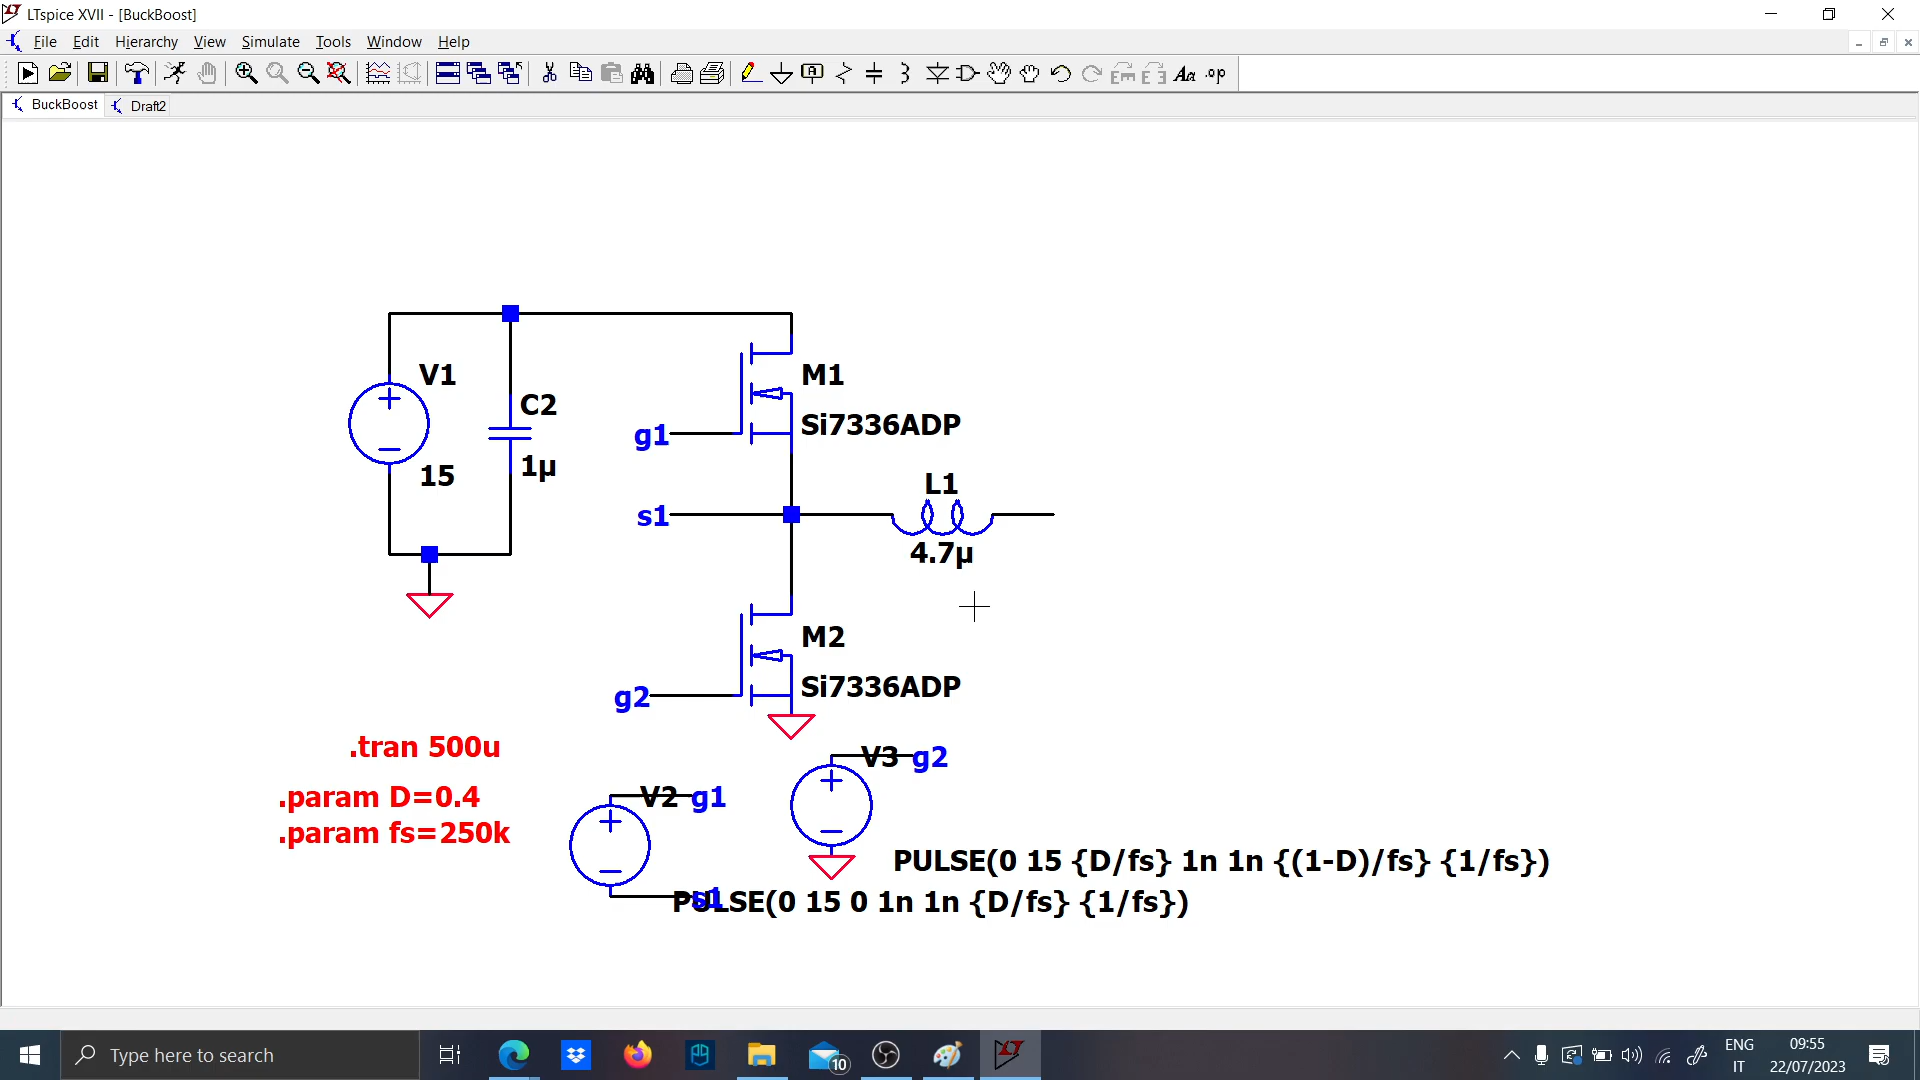 LTspice XVII - [BuckBoost]
File Edit Hierarchy View Simulate Tools Window Help
BuckBoost Draft2
V1
15
C2
1µ
g1
M1
Si7336ADP
s1
L1
4.7µ
g2
M2
Si7336ADP
.tran 500u
.param D=0.4
.param fs=250k
V3 g2
V2 g1
PULSE(0 15 {D/fs} 1n 1n {(1-D)/fs} {1/fs})
s1
PULSE(0 15 0 1n 1n {D/fs} {1/fs})
Type here to search
10
ENG
IT
09:55
22/07/2023